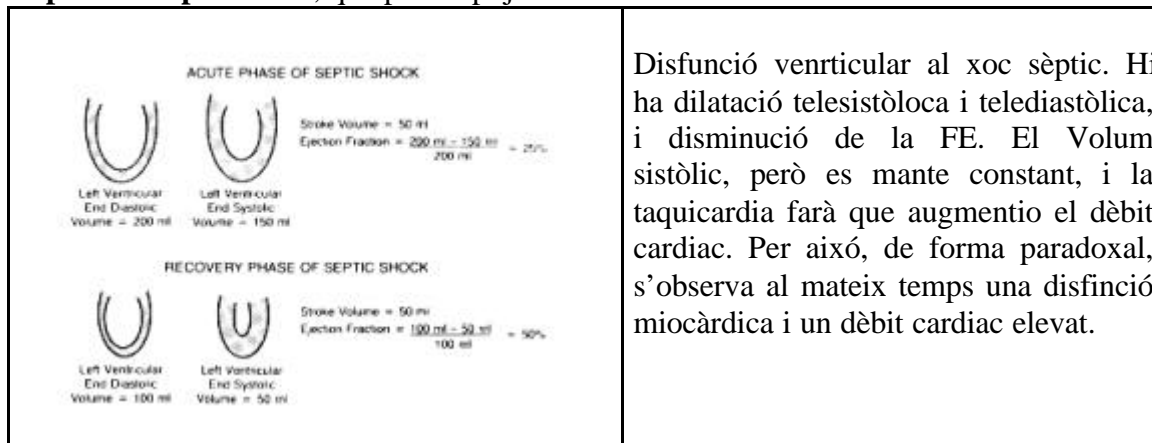 ACUTE PHASE OF SEPTIC SHOCK
Stroke Volume = 50 ml
Ejection Fraction = 200 ml - 150 ml = 25%
200 ml
Left Ventricular
End Diastolic
Volume = 200 ml
Left Ventricular
End Systolic
Volume = 150 ml
RECOVERY PHASE OF SEPTIC SHOCK
Stroke Volume = 50 ml
Ejection Fraction = 100 ml - 50 ml = 50%
100 ml
Left Ventricular
End Diastolic
Volume = 100 ml
Left Ventricular
End Systolic
Volume = 50 ml
Disfunció venrticular al xoc sèptic. Hi
ha dilatació telesistòloca i telediastòlica,
i disminució de la FE. El Volum
sistòlic, però es mante constant, i la
taquicardia farà que augmentio el dèbit
cardiac. Per aixó, de forma paradoxal,
s'observa al mateix temps una disfinció
miocàrdica i un dèbit cardiac elevat.